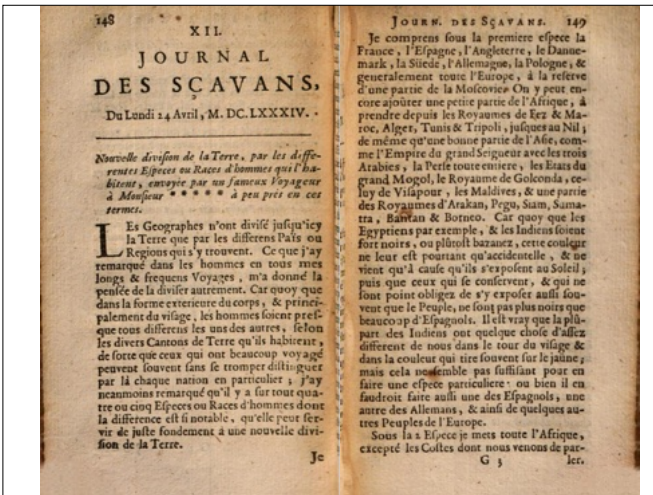 148
XII.
JOURNAL
DES SÇAVANS,
Du Lundi 24 Avril, M. DC. LXXXIV.
Nouvelle division de la Terre, par les diffe-
rentes Especes ou Races d'hommes qui l'ha-
bitent, envoyée par un fameux Voyageur
à Monsieur * * * * * à peu prés en ces
termes.
LEs Geographes n'ont divisé jusqu'icy
la Terre que par les differens Païs ou
Regions qui s'y trouvent. Ce que j'ay
remarqué dans les hommes en tous mes
longs & frequens Voyages, m'a donné la
pensée de la diviser autrement. Car quoy que
dans la forme exterieure du corps, & princi-
palement du visage, les hommes soient pres-
que tous differens les uns des autres, selon
les divers Cantons de Terre qu'ils habitent,
de sorte que ceux qui ont beaucoup voyagé
peuvent souvent sans se tromper distinguer
par là chaque nation en particulier; j'ay
neanmoins remarqué qu'il y a sur tout qua-
tre ou cinq Especes ou Races d'hommes dont
la difference est si notable, qu'elle peut ser-
vir de juste fondement à une nouvelle divi-
sion de la Terre.
Je
JOURN. DES SÇAVANS. 149
Je comprens sous la premiere espece la
France, l'Espagne, l'Angleterre, le Danne-
mark, la Süede, l'Allemagne, la Pologne, &
generalement toute l'Europe, à la reserve
d'une partie de la Moscovie. On y peut en-
core ajoûter une petite partie de l'Afrique, à
prendre depuis les Royaumes de Fez & Ma-
roc, Alger, Tunis & Tripoli, jusques au Nil;
de même qu'une bonne partie de l'Asie, com-
me l'Empire du grand Seigneur avec les trois
Arabies, la Perse toute entiere, les Etats du
grand Mogol, le Royaume de Golconda, ce-
luy de Visapour, les Maldives, & une partie
des Royaumes d'Arakan, Pegu, Siam, Suma-
tra, Bantan & Borneo. Car quoy que les
Egyptiens par exemple, & les Indiens soient
fort noirs, ou plûtost bazanez, cette couleur
ne leur est pourtant qu'accidentelle, & ne
vient qu'à cause qu'ils s'exposent au Soleil;
puis que ceux qui se conservent, & qui ne
sont point obligez de s'y exposer aussi sou-
vent que le Peuple, ne sont pas plus noirs que
beaucoup d'Espagnols. Il est vray que la plû-
part des Indiens ont quelque chose d'assez
different de nous dans le tour du visage &
dans la couleur qui tire souvent sur le jaune;
mais cela ne semble pas suffisant pour en
faire une espece particuliere: ou bien il en
faudroit faire aussi une des Espagnols, une
autre des Allemans, & ainsi de quelques au-
tres Peuples de l'Europe.
Sous la 2 Espece je mets toute l'Afrique,
excepté les Costes dont nous venons de par-
G 3 ler.